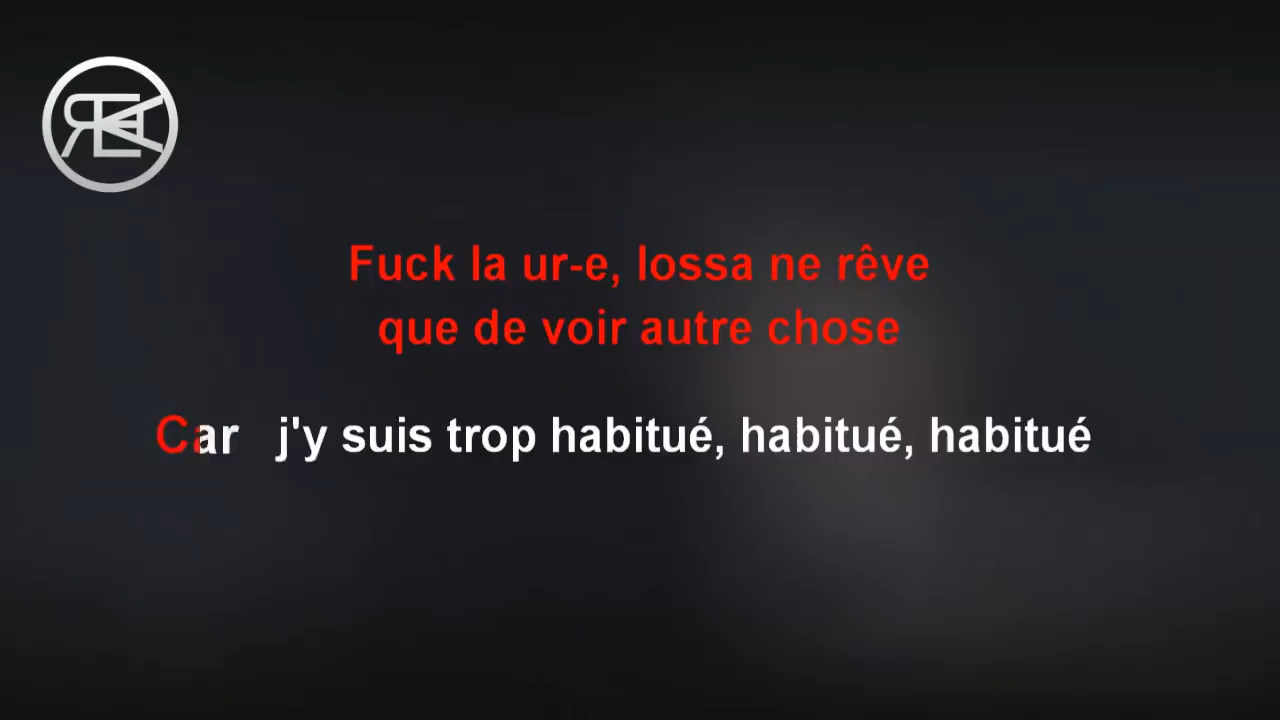 Fuck la ur-e, lossa ne rêve
que de voir autre chose
Car j'y suis trop habitué, habitué, habitué